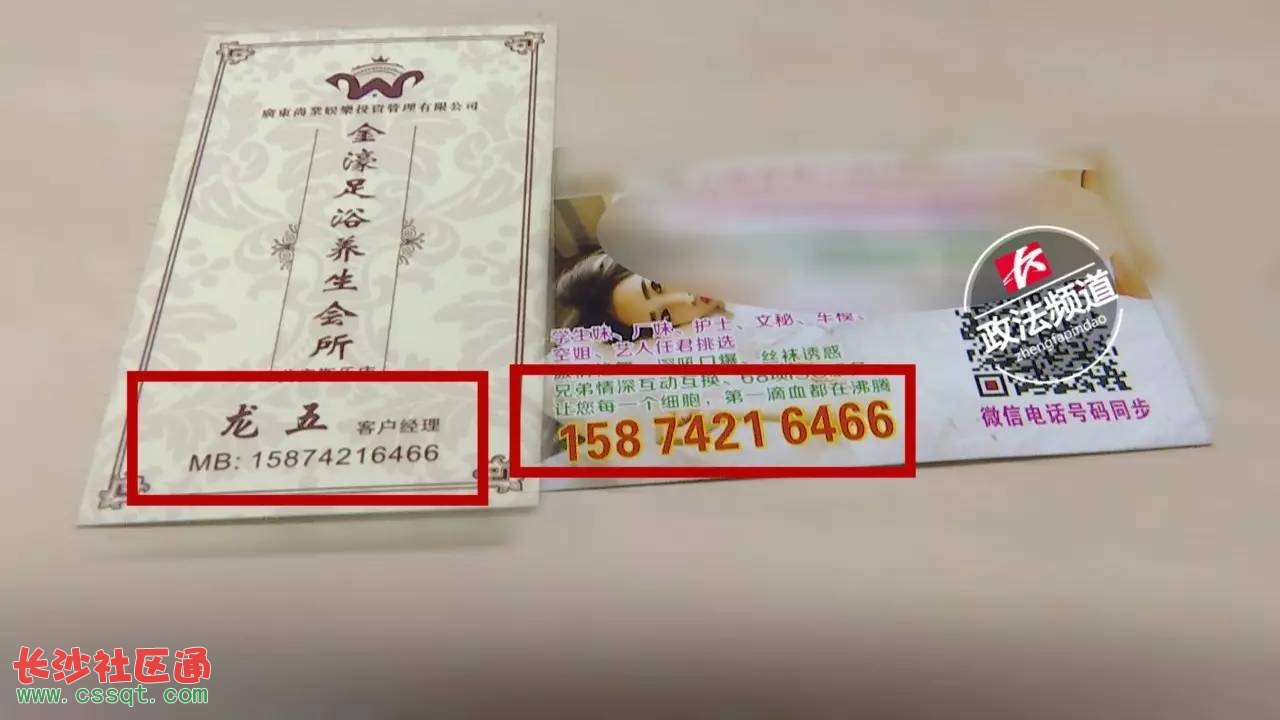 廣東尚業娱樂投資管理有限公司
金濠足浴养生会所
龙五 客户经理
MB: 15874216466
学生妹、厂妹、护士、文秘、车模、
空姐、艺人任君挑选
丝袜诱惑
兄弟情深互动互换、68
让您每一个细胞，第一滴血都在沸腾
158 7421 6466
长
政法频道
zhengfapindao
微信电话号码同步
长沙社区通
www.cssqt.com